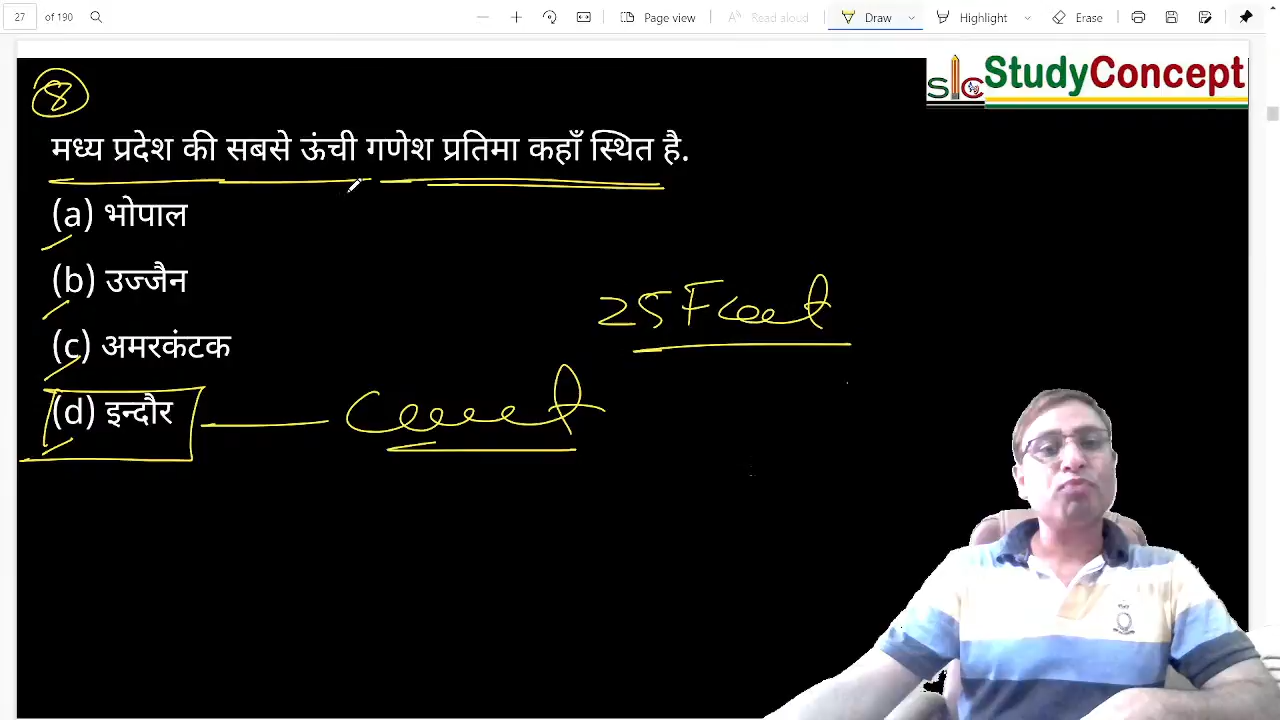 27 of 190 Page view Read aloud Draw Highlight Erase
StudyConcept
SC
8
मध्य प्रदेश की सबसे ऊंची गणेश प्रतिमा कहाँ स्थित है.
(a) भोपाल
(b) उज्जैन
25 Feet
(c) अमरकंटक
(d) इन्दौर